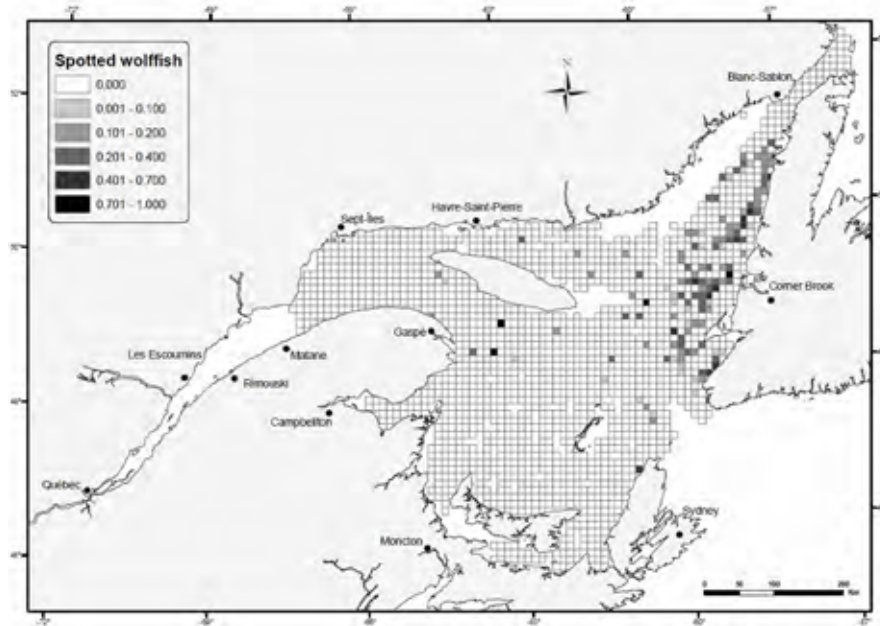 Spotted wolffish
0.000
0.001 - 0.100
0.101 - 0.200
0.201 - 0.400
0.401 - 0.700
0.701 - 1.000
N
Blanc-Sablon
Sept-Îles
Havre-Saint-Pierre
Corner Brook
Gaspé
Les Escoumins
Matane
Rimouski
Campbellton
Québec
Sydney
Moncton
0 50 100 200
Km